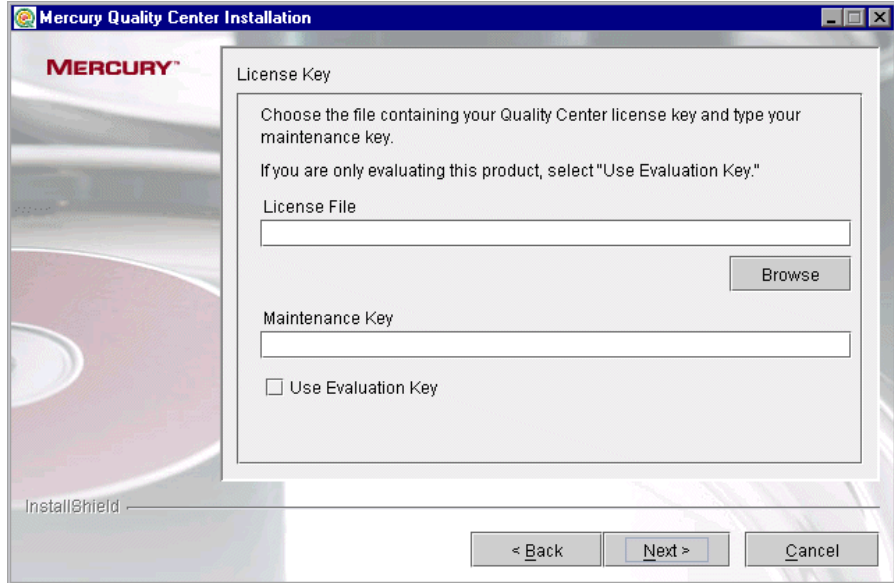 Mercury Quality Center Installation
MERCURY™
License Key
Choose the file containing your Quality Center license key and type your
maintenance key.
If you are only evaluating this product, select "Use Evaluation Key."
License File
Browse
Maintenance Key
Use Evaluation Key
InstallShield
< Back
Next >
Cancel